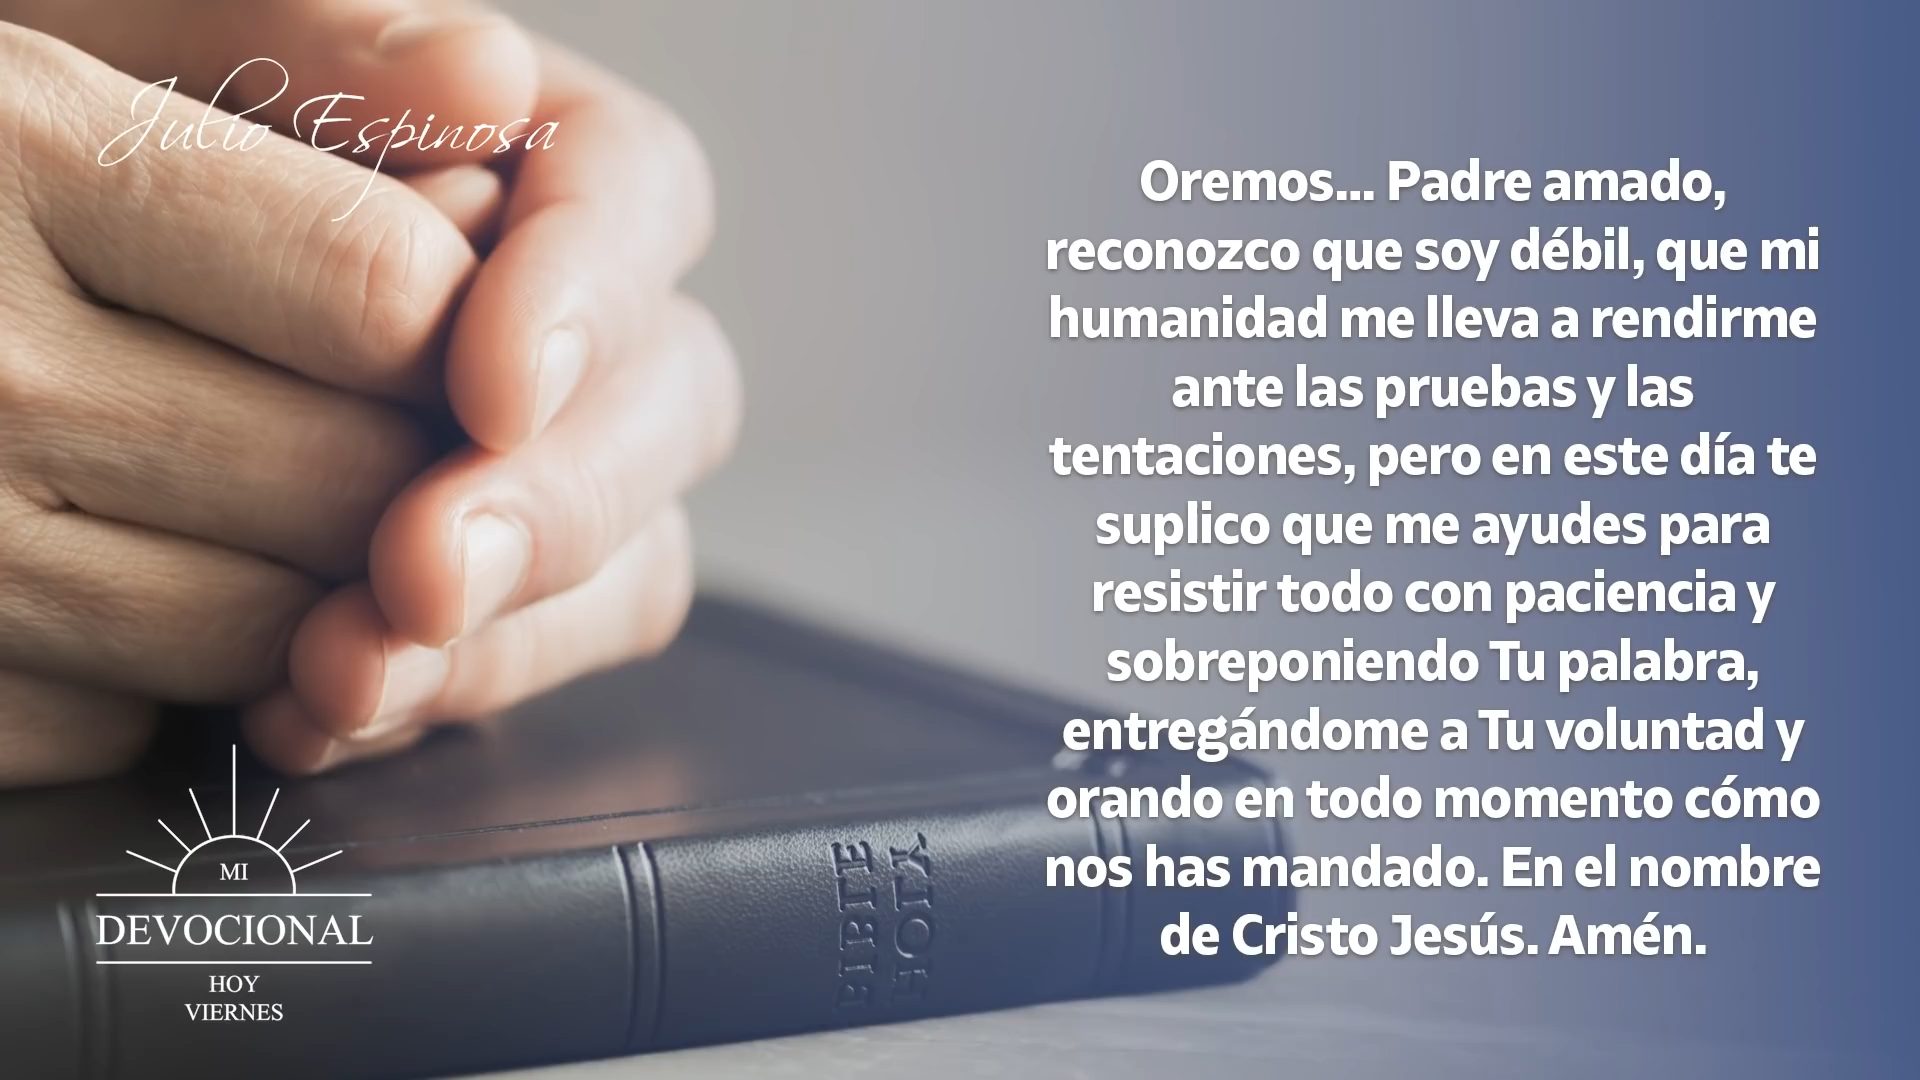 Julio Espinosa
Oremos... Padre amado,
reconozco que soy débil, que mi
humanidad me lleva a rendirme
ante las pruebas y las
tentaciones, pero en este día te
suplico que me ayudes para
resistir todo con paciencia y
sobreponiendo Tu palabra,
entregándome a Tu voluntad y
orando en todo momento cómo
nos has mandado. En el nombre
de Cristo Jesús. Amén.
MI
DEVOCIONAL
HOY
VIERNES
HOLY
BIBLE